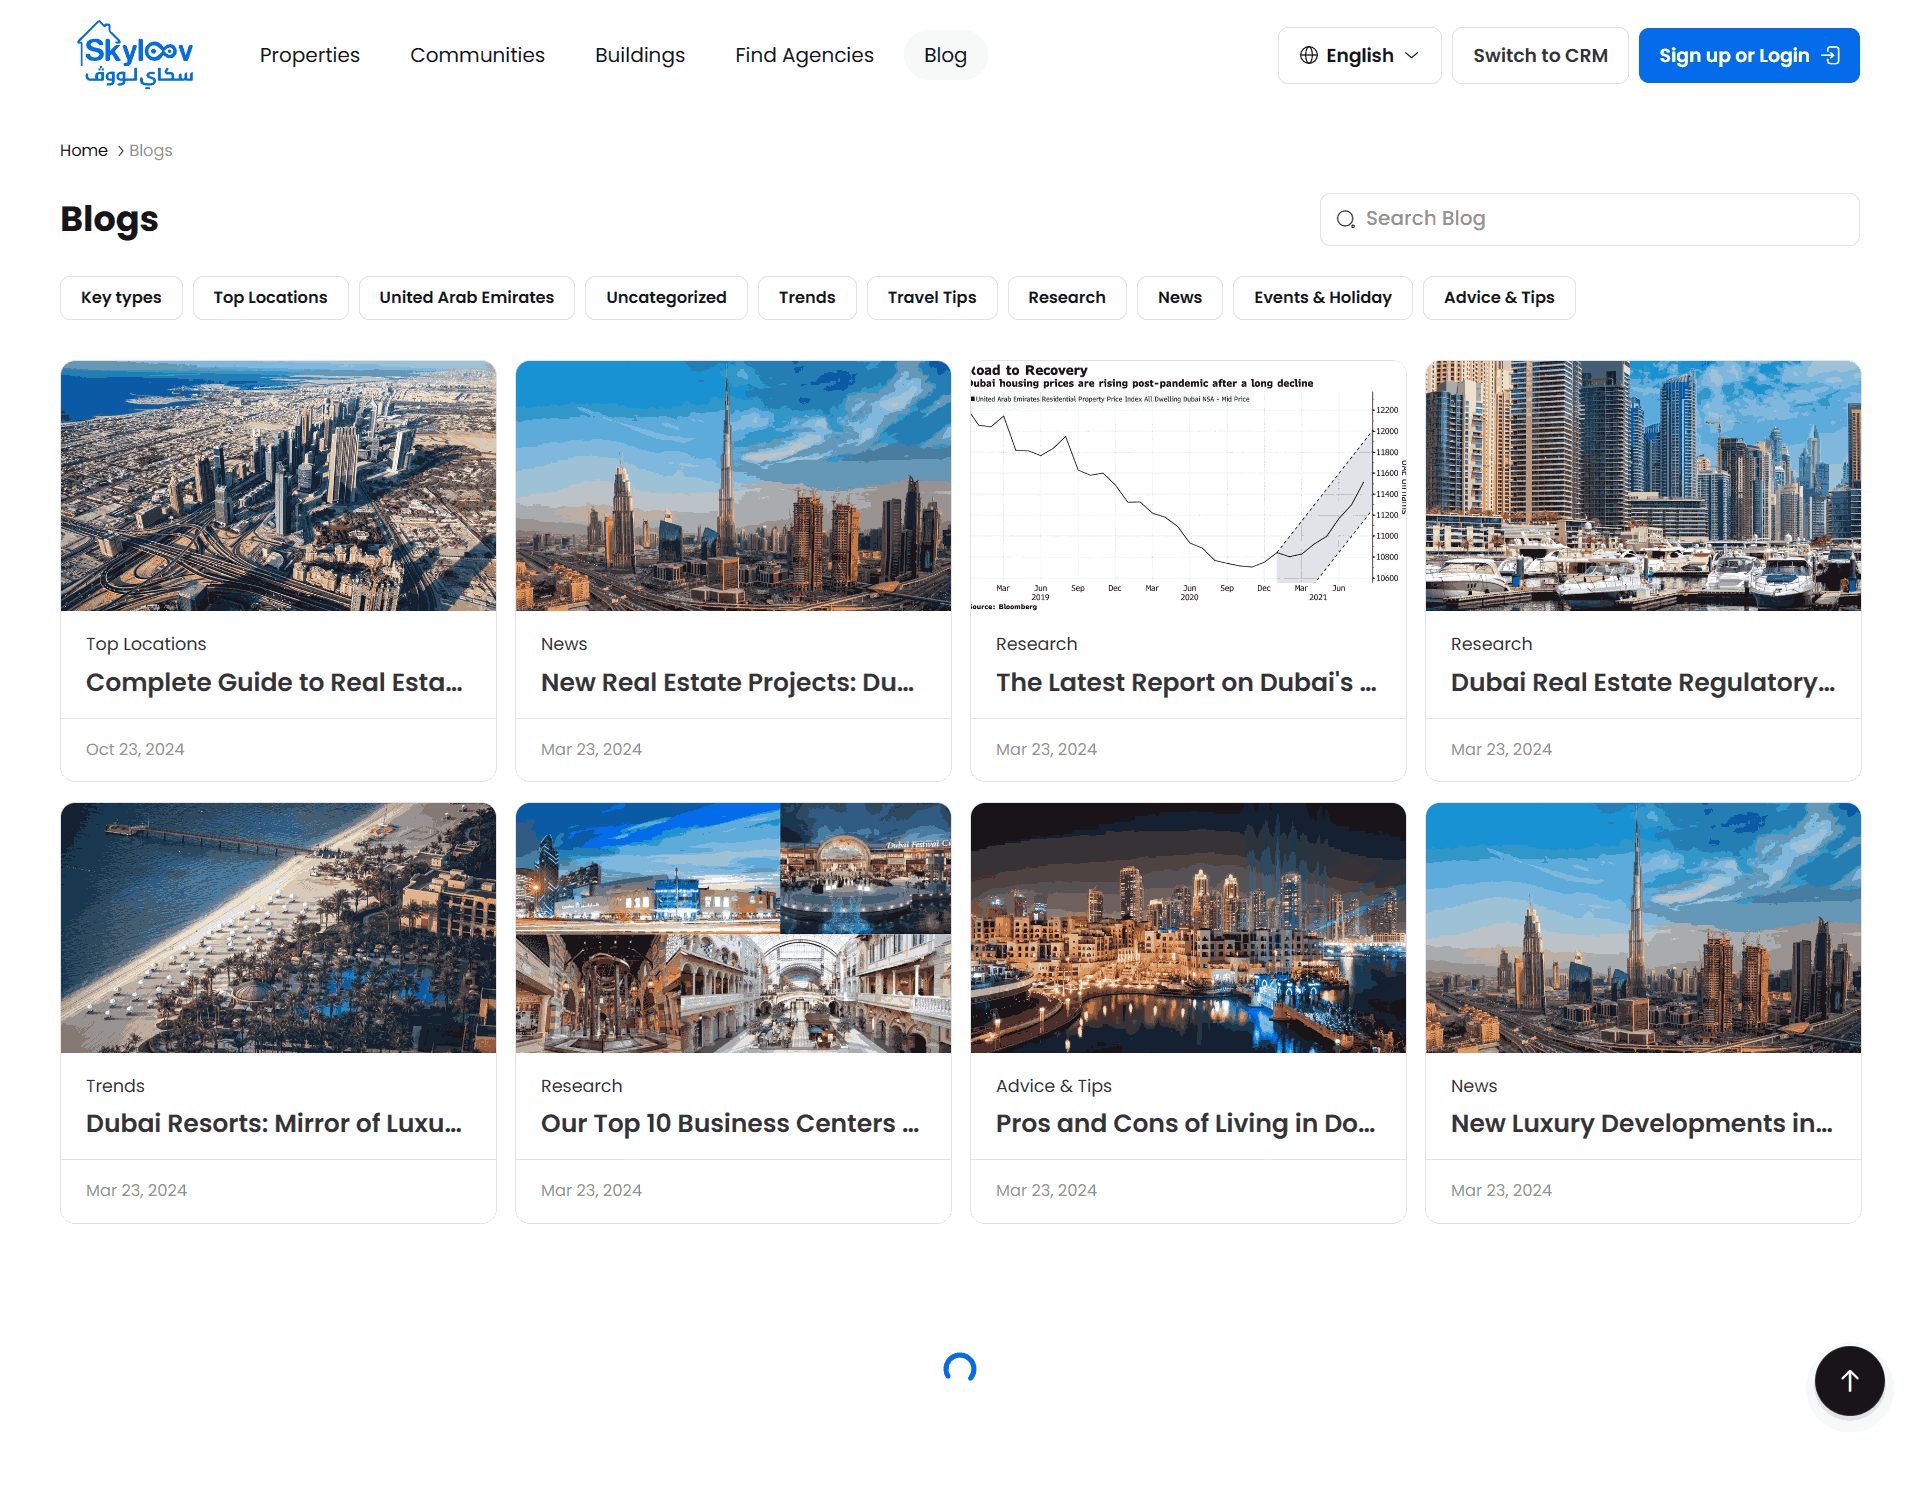 Skyloov
سكاي لووڤ
Properties
Communities
Buildings
Find Agencies
Blog
English
Switch to CRM
Sign up or Login
Home > Blogs
Blogs
Search Blog
Key types
Top Locations
United Arab Emirates
Uncategorized
Trends
Travel Tips
Research
News
Events & Holiday
Advice & Tips
Road to Recovery
Dubai housing prices are rising post-pandemic after a long decline
United Arab Emirates Residential Property Price Index All Dwelling Dubai NSA - Mid Price
12200
12000
11800
11600
11400
11200
11000
10800
10600
Mar Jun Sep Dec Mar Jun Sep Dec Mar Jun
2019 2020 2021
Source: Bloomberg
Top Locations
Complete Guide to Real Esta...
Oct 23, 2024
News
New Real Estate Projects: Du...
Mar 23, 2024
Research
The Latest Report on Dubai's ...
Mar 23, 2024
Research
Dubai Real Estate Regulatory...
Mar 23, 2024
Dubai Festival C
Trends
Dubai Resorts: Mirror of Luxu...
Mar 23, 2024
Research
Our Top 10 Business Centers ...
Mar 23, 2024
Advice & Tips
Pros and Cons of Living in Do...
Mar 23, 2024
News
New Luxury Developments in...
Mar 23, 2024